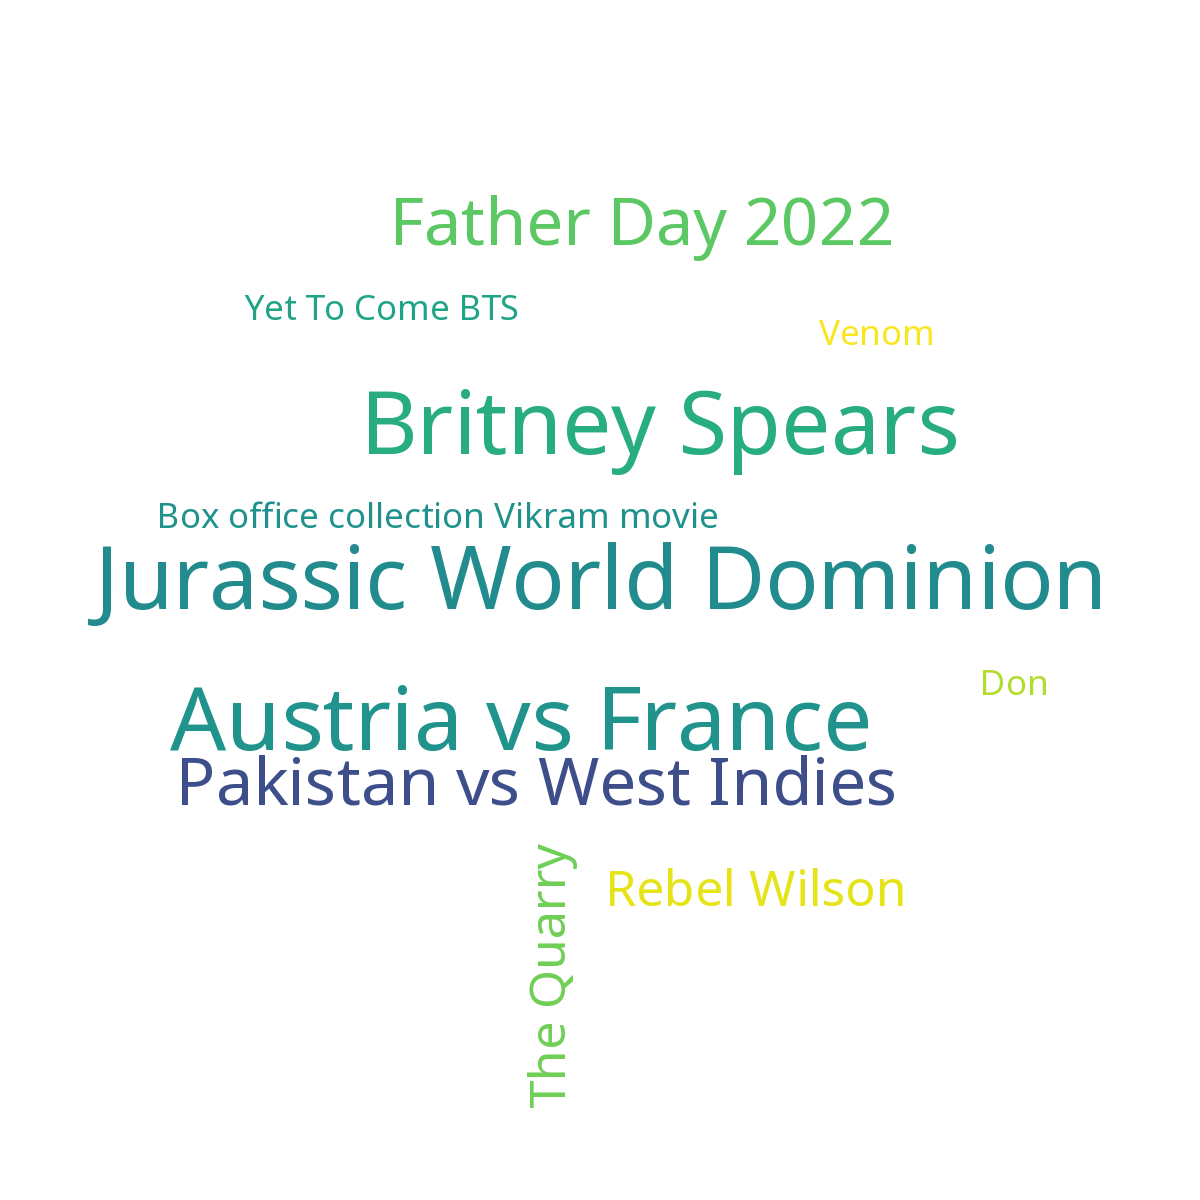 Father Day 2022
Yet To Come BTS
Venom
Britney Spears
Box office collection Vikram movie
Jurassic World Dominion
Don
Austria vs France
Pakistan vs West Indies
The Quarry
Rebel Wilson